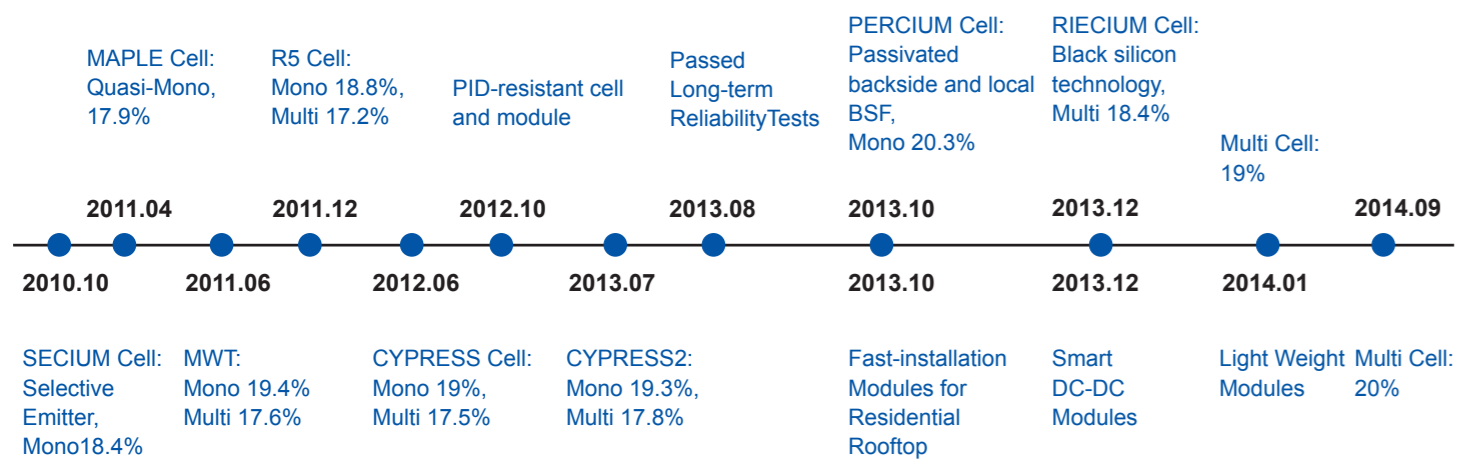 MAPLE Cell:
Quasi-Mono,
17.9%
R5 Cell:
Mono 18.8%,
Multi 17.2%
PID-resistant cell
and module
Passed
Long-term
ReliabilityTests
PERCIUM Cell:
Passivated
backside and local
BSF,
Mono 20.3%
RIECIUM Cell:
Black silicon
technology,
Multi 18.4%
Multi Cell:
19%
2011.04
2011.12
2012.10
2013.08
2013.10
2013.12
2014.09
2010.10
2011.06
2012.06
2013.07
2013.10
2013.12
2014.01
SECIUM Cell:
Selective
Emitter,
Mono18.4%
MWT:
Mono 19.4%
Multi 17.6%
CYPRESS Cell:
Mono 19%,
Multi 17.5%
CYPRESS2:
Mono 19.3%,
Multi 17.8%
Fast-installation
Modules for
Residential
Rooftop
Smart
DC-DC
Modules
Light Weight
Modules
Multi Cell:
20%